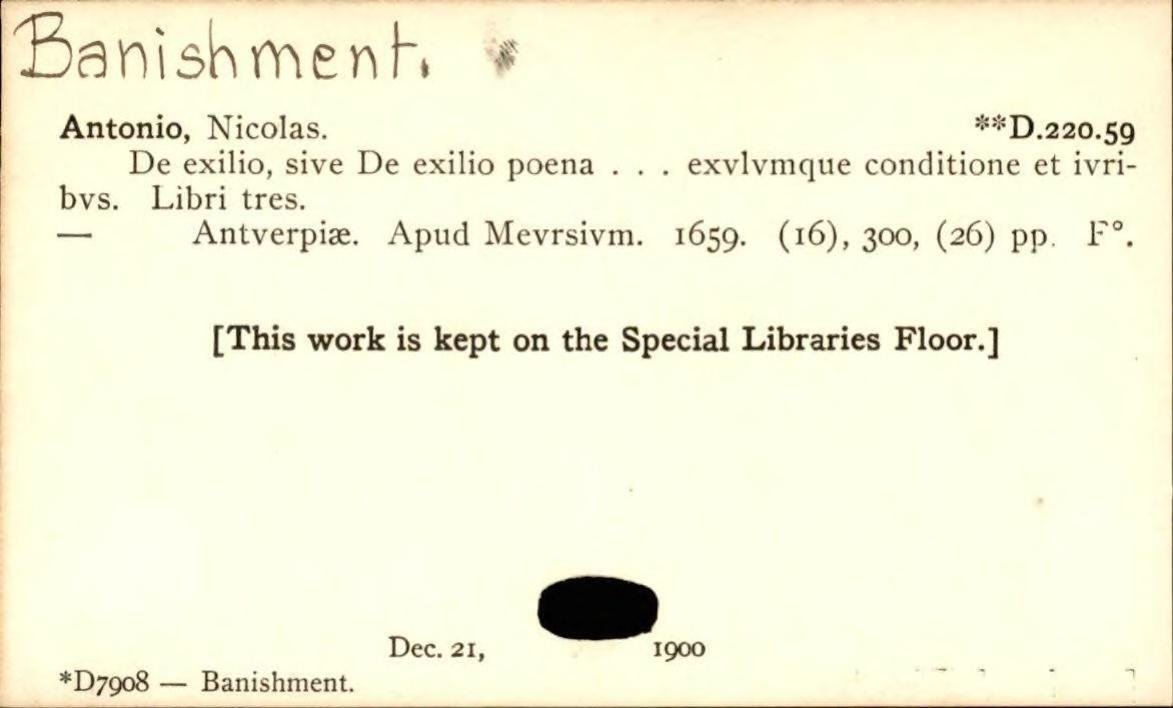 Banishment.
Antonio, Nicolas. **D.220.59
De exilio, sive De exilio poena . . . exvlvmque conditione et ivri-
bvs. Libri tres.
— Antverpiæ. Apud Mevrsivm. 1659. (16), 300, (26) pp. F°.
[This work is kept on the Special Libraries Floor.]
Dec. 21, 1900
*D7908 — Banishment.